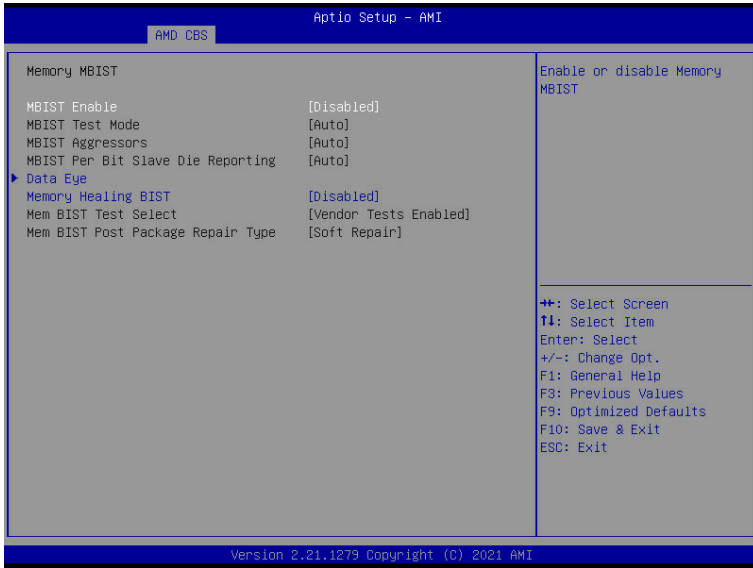 Aptio Setup – AMI
AMD CBS
Memory MBIST
MBIST Enable [Disabled]
MBIST Test Mode [Auto]
MBIST Aggressors [Auto]
MBIST Per Bit Slave Die Reporting [Auto]
Data Eye
Memory Healing BIST [Disabled]
Mem BIST Test Select [Vendor Tests Enabled]
Mem BIST Post Package Repair Type [Soft Repair]
Enable or disable Memory
MBIST
→←: Select Screen
↑↓: Select Item
Enter: Select
+/-: Change Opt.
F1: General Help
F3: Previous Values
F9: Optimized Defaults
F10: Save & Exit
ESC: Exit
Version 2.21.1279 Copyright (C) 2021 AMI